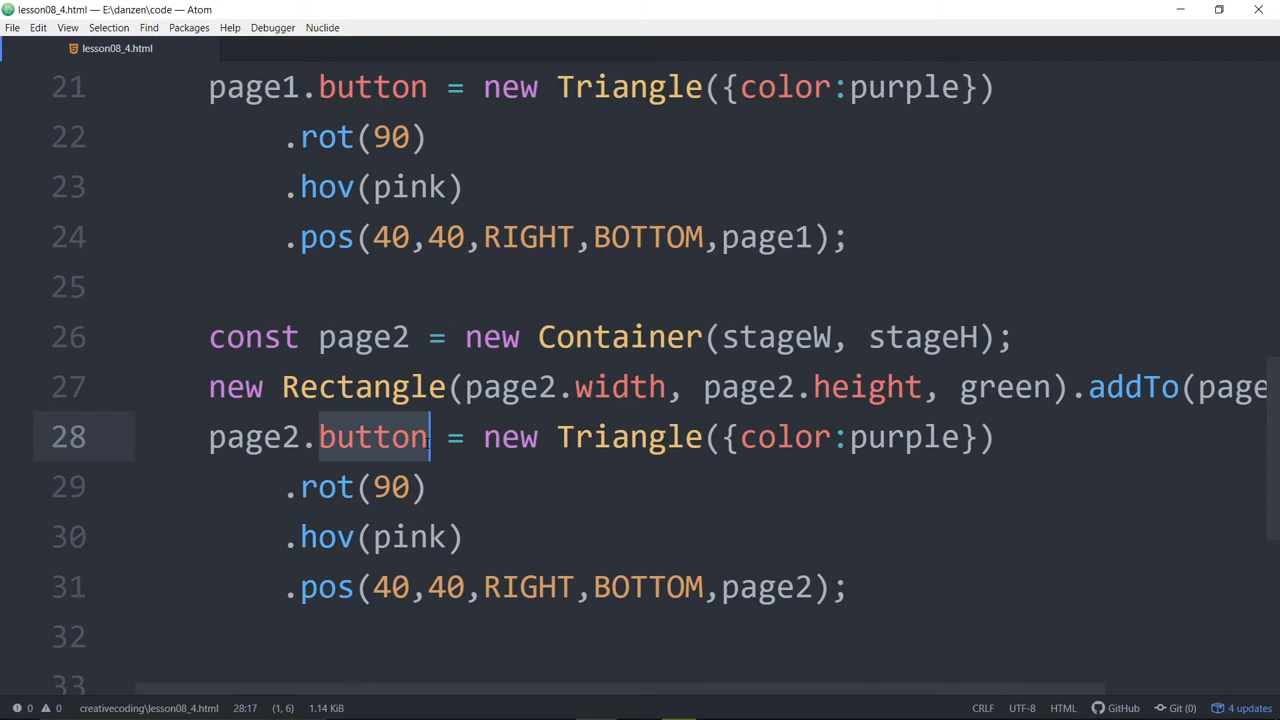 lesson08_4.html — E:\danzen\code — Atom
File Edit View Selection Find Packages Help Debugger Nuclide
lesson08_4.html
21 page1.button = new Triangle({color:purple})
22 .rot(90)
23 .hov(pink)
24 .pos(40,40,RIGHT,BOTTOM,page1);
25
26 const page2 = new Container(stageW, stageH);
27 new Rectangle(page2.width, page2.height, green).addTo(page
28 page2.button = new Triangle({color:purple})
29 .rot(90)
30 .hov(pink)
31 .pos(40,40,RIGHT,BOTTOM,page2);
32
33
0 0 creativecoding\lesson08_4.html 28:17 (1, 6) 1.14 KiB CRLF UTF-8 HTML GitHub Git (0) 4 updates